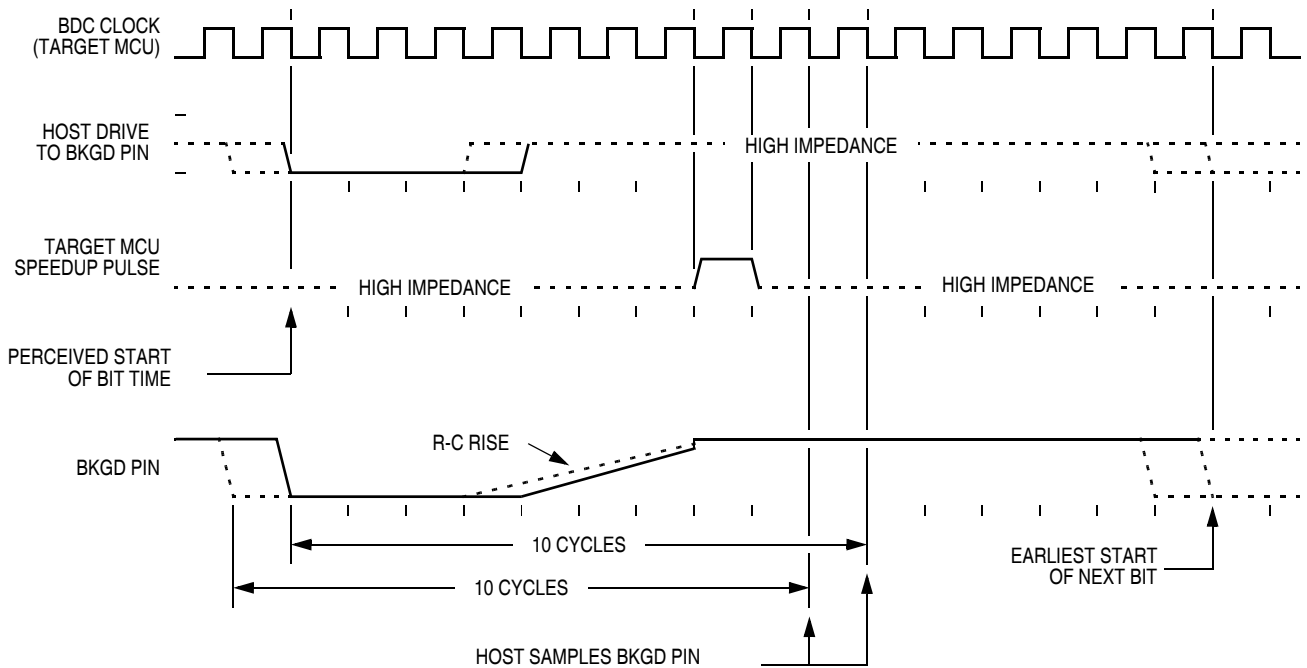 BDC CLOCK
(TARGET MCU)
HOST DRIVE
TO BKGD PIN
HIGH IMPEDANCE
TARGET MCU
SPEEDUP PULSE
HIGH IMPEDANCE
HIGH IMPEDANCE
PERCEIVED START
OF BIT TIME
R-C RISE
BKGD PIN
10 CYCLES
EARLIEST START
OF NEXT BIT
10 CYCLES
HOST SAMPLES BKGD PIN